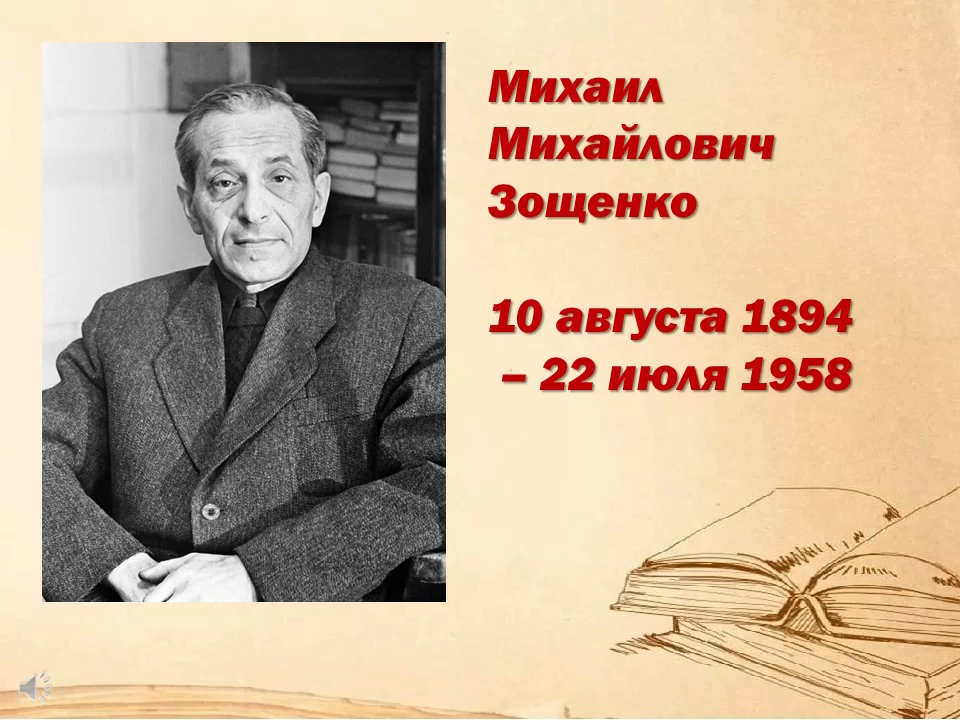 Михаил
Михайлович
Зощенко
10 августа 1894
– 22 июля 1958